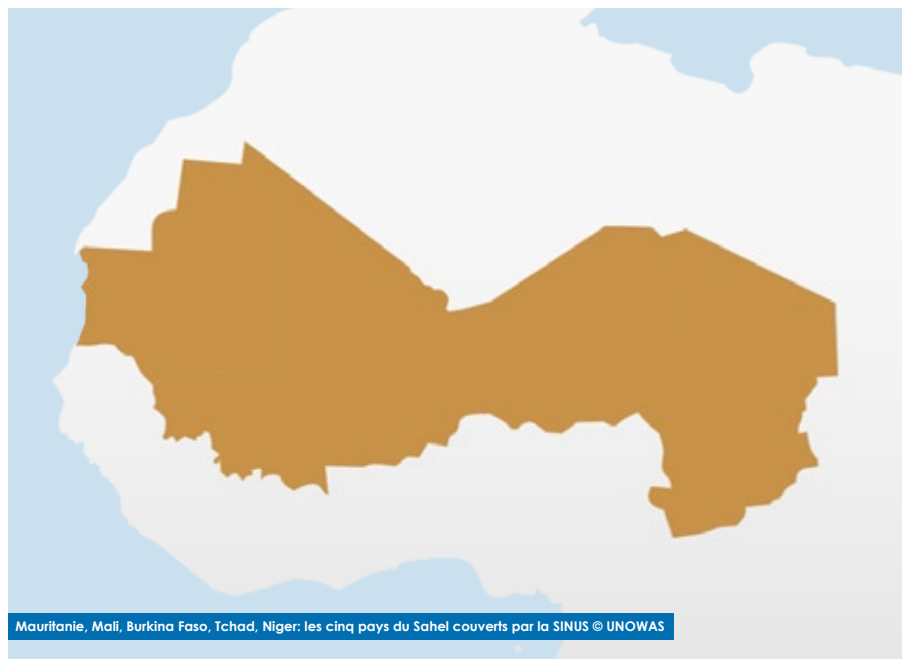 Mauritanie, Mali, Burkina Faso, Tchad, Niger: les cinq pays du Sahel couverts par la SINUS © UNOWAS